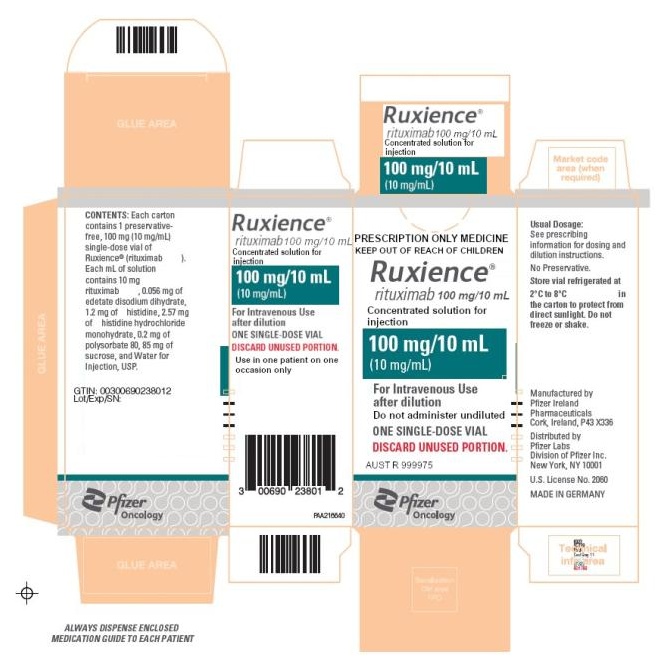 GLUE AREA
Ruxience®
rituximab 100 mg/10 mL
Concentrated solution for
injection
100 mg/10 mL
(10 mg/mL)
Market code
area (when
required)
GLUE AREA
CONTENTS: Each carton
contains 1 preservative-
free, 100 mg (10 mg/mL)
single-dose vial of
Ruxience® (rituximab ).
Each mL of solution
contains 10 mg
rituximab , 0.056 mg of
edetate disodium dihydrate,
1.2 mg of histidine, 2.57 mg
of histidine hydrochloride
monohydrate, 0.2 mg of
polysorbate 80, 85 mg of
sucrose, and Water for
Injection, USP.
GTIN: 00300690238012
Lot/Exp/SN:
Pfizer
Oncology
Ruxience®
rituximab 100 mg/10 mL
Concentrated solution for
injection
100 mg/10 mL
(10 mg/mL)
For Intravenous Use
after dilution
ONE SINGLE-DOSE VIAL
DISCARD UNUSED PORTION.
Use in one patient on one
occasion only
3 00690 23801 2
PAA216640
PRESCRIPTION ONLY MEDICINE
KEEP OUT OF REACH OF CHILDREN
Ruxience®
rituximab 100 mg/10 mL
Concentrated solution for
injection
100 mg/10 mL
(10 mg/mL)
For Intravenous Use
after dilution
Do not administer undiluted
ONE SINGLE-DOSE VIAL
DISCARD UNUSED PORTION.
AUST R 999975
Pfizer
Oncology
Usual Dosage:
See prescribing
information for dosing and
dilution instructions.
No Preservative.
Store vial refrigerated at
2°C to 8°C in
the carton to protect from
direct sunlight. Do not
freeze or shake.
Manufactured by
Pfizer Ireland
Pharmaceuticals
Cork, Ireland, P43 X336
Distributed by
Pfizer Labs
Division of Pfizer Inc.
New York, NY 10001
U.S. License No. 2060
MADE IN GERMANY
GLUE AREA
Technical
info area
ALWAYS DISPENSE ENCLOSED
MEDICATION GUIDE TO EACH PATIENT